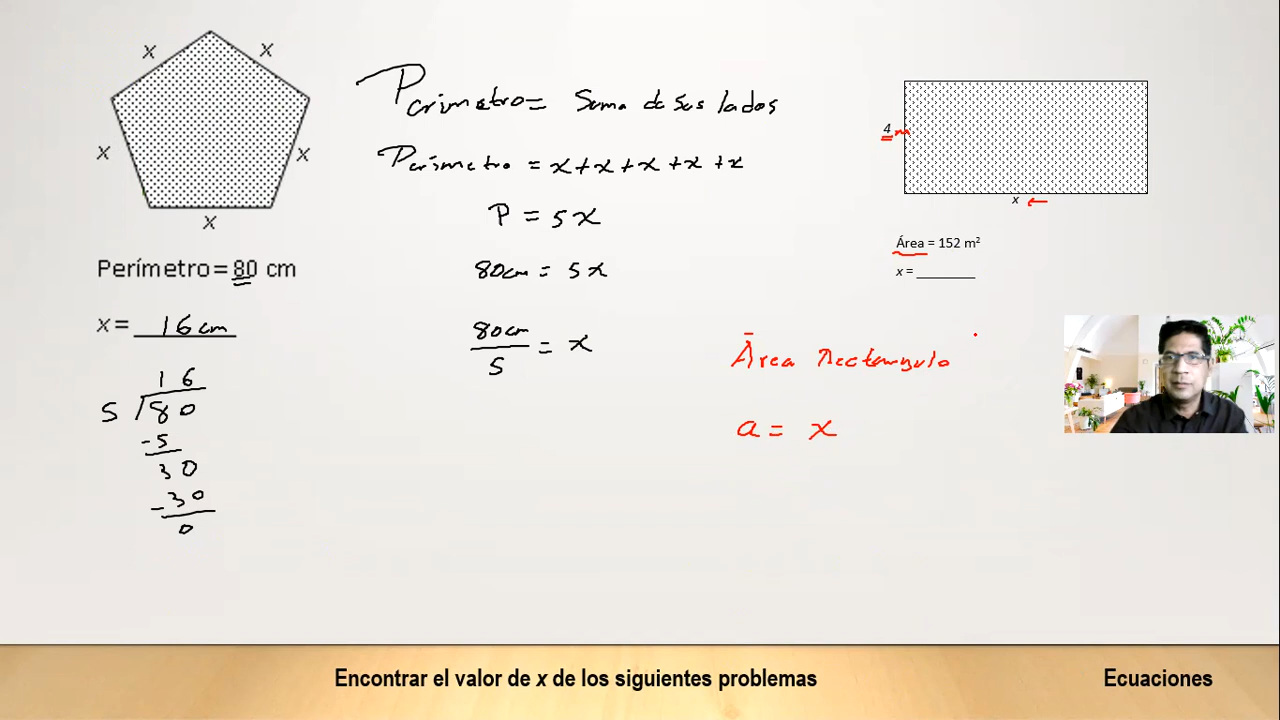 x
x
x
x
x
Perímetro = 80 cm
x = 16 cm
16
5 80
-5
30
-30
0
Perimetro = Suma de sus lados
Perímetro = x + x + x + x + x
P = 5x
80cm = 5x
80cm
5
= x
4 m
x ←
Área = 152 m²
x = ________
Área Rectangulo
a = x
Encontrar el valor de x de los siguientes problemas
Ecuaciones